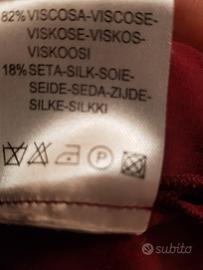 82% VISCOSA-VISCOSE-
VISKOSE-VISKOS-
VISKOOSI
18% SETA-SILK-SOIE-
SEIDE-SEDA-ZIJDE-
SILKE-SILKKI
P
subito